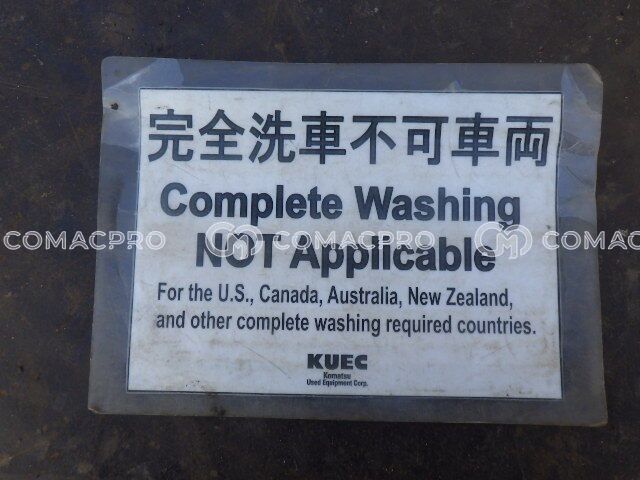 完全洗車不可車両
Complete Washing
NOT Applicable
COMACPRO COMACPRO COMACPRO
For the U.S., Canada, Australia, New Zealand,
and other complete washing required countries.
KUEC
Komatsu
Used Equipment Corp.